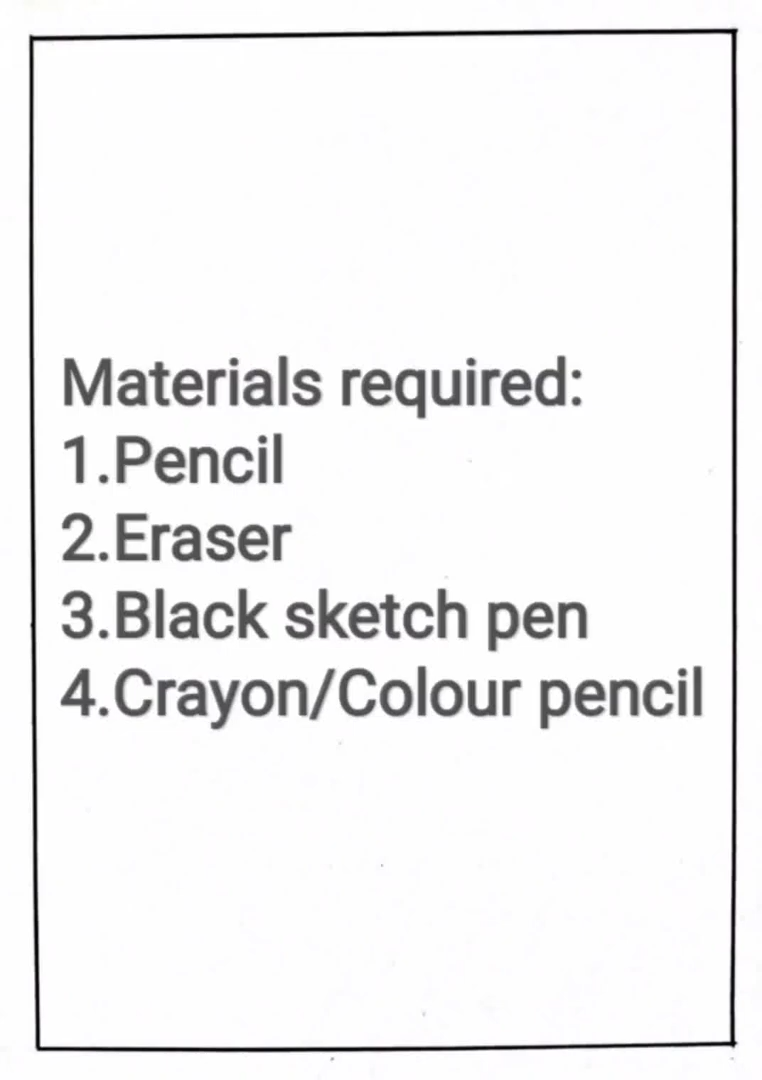 Materials required:
1.Pencil
2.Eraser
3.Black sketch pen
4.Crayon/Colour pencil